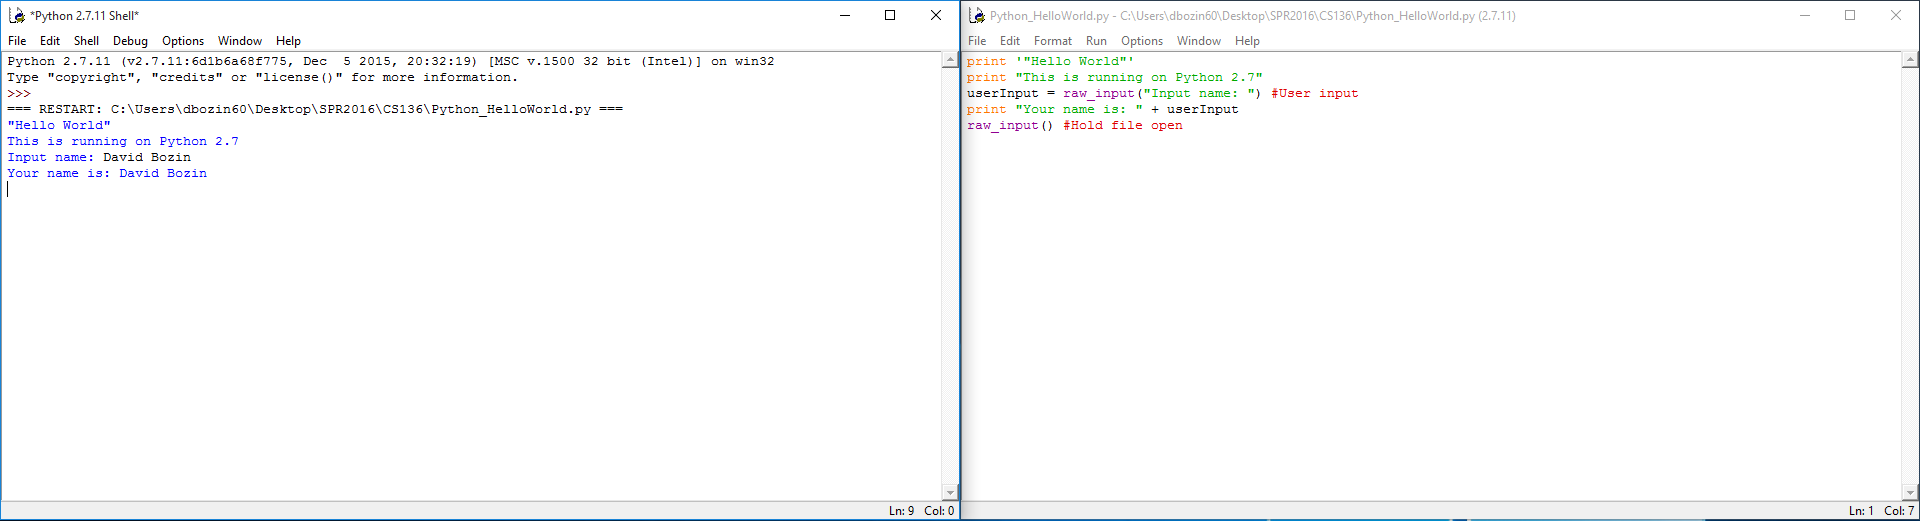 *Python 2.7.11 Shell*
File Edit Shell Debug Options Window Help
Python 2.7.11 (v2.7.11:6d1b6a68f775, Dec  5 2015, 20:32:19) [MSC v.1500 32 bit (Intel)] on win32
Type "copyright", "credits" or "license()" for more information.
>>>
=== RESTART: C:\Users\dbozin60\Desktop\SPR2016\CS136\Python_HelloWorld.py ===
"Hello World"
This is running on Python 2.7
Input name: David Bozin
Your name is: David Bozin
Ln: 9 Col: 0
Python_HelloWorld.py - C:\Users\dbozin60\Desktop\SPR2016\CS136\Python_HelloWorld.py (2.7.11)
File Edit Format Run Options Window Help
print '"Hello World"'
print "This is running on Python 2.7"
userInput = raw_input("Input name: ") #User input
print "Your name is: " + userInput
raw_input() #Hold file open
Ln: 1 Col: 7